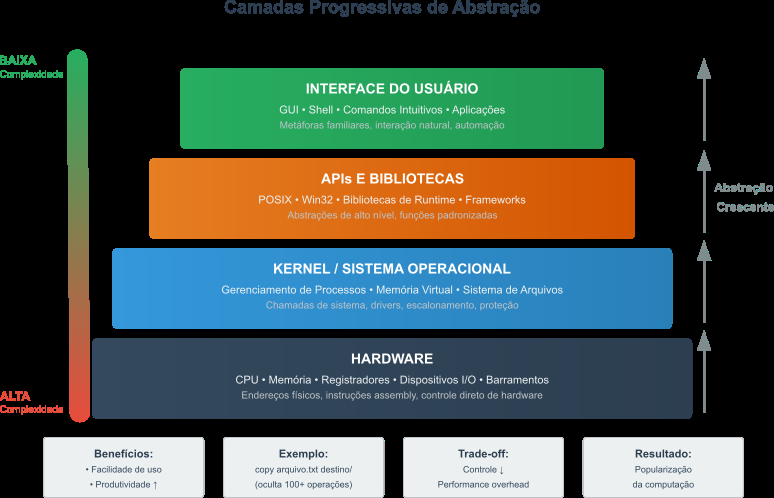 Camadas Progressivas de Abstração
BAIXA
Complexidade
INTERFACE DO USUÁRIO
GUI • Shell • Comandos Intuitivos • Aplicações
Metáforas familiares, interação natural, automação
APIs E BIBLIOTECAS
POSIX • Win32 • Bibliotecas de Runtime • Frameworks
Abstrações de alto nível, funções padronizadas
Abstração
Crescente
KERNEL / SISTEMA OPERACIONAL
Gerenciamento de Processos • Memória Virtual • Sistema de Arquivos
Chamadas de sistema, drivers, escalonamento, proteção
HARDWARE
CPU • Memória • Registradores • Dispositivos I/O • Barramentos
Endereços físicos, instruções assembly, controle direto de hardware
ALTA
Complexidade
Benefícios:
• Facilidade de uso
• Produtividade ↑
Exemplo:
copy arquivo.txt destino/
(oculta 100+ operações)
Trade-off:
Controle ↓
Performance overhead
Resultado:
Popularização
da computação